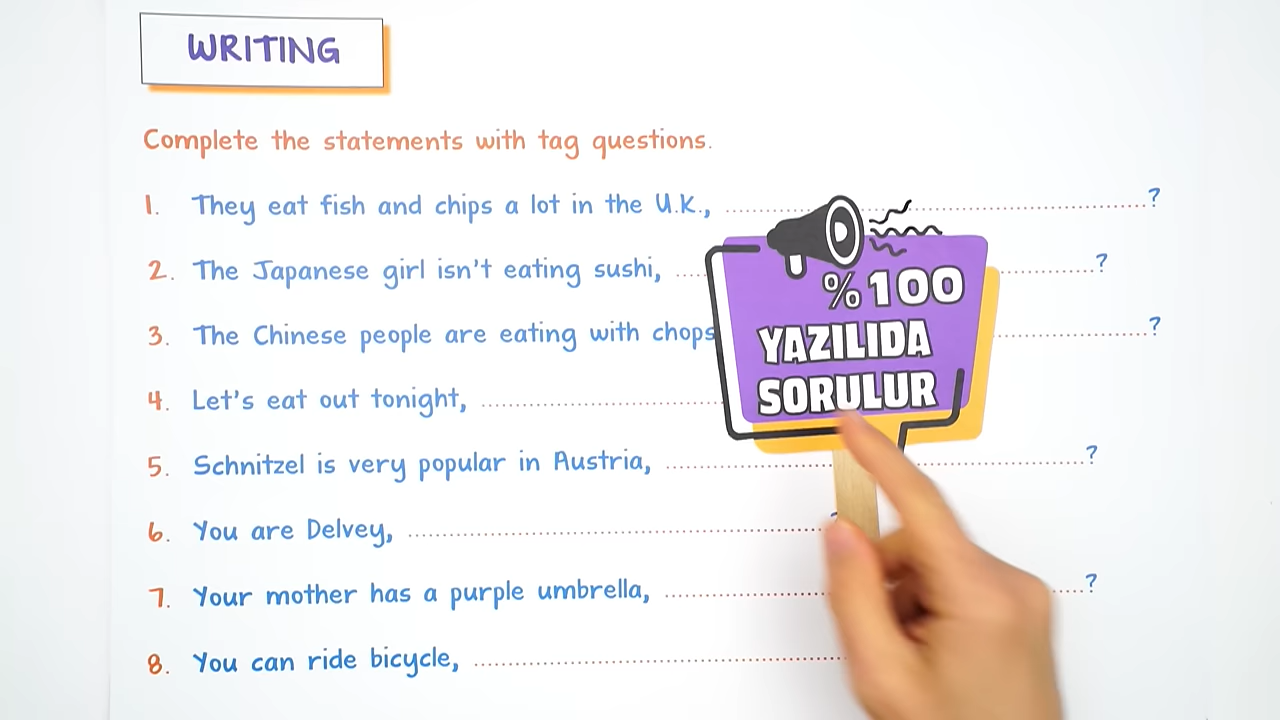 WRITING
Complete the statements with tag questions.
1. They eat fish and chips a lot in the U.K., ..............................?
2. The Japanese girl isn't eating sushi, ..............................?
3. The Chinese people are eating with chops ..............................?
4. Let's eat out tonight, ..............................
5. Schnitzel is very popular in Austria, ..............................?
6. You are Delvey, ..............................?
7. Your mother has a purple umbrella, ..............................?
8. You can ride bicycle, ..............................
%100
YAZILIDA
SORULUR